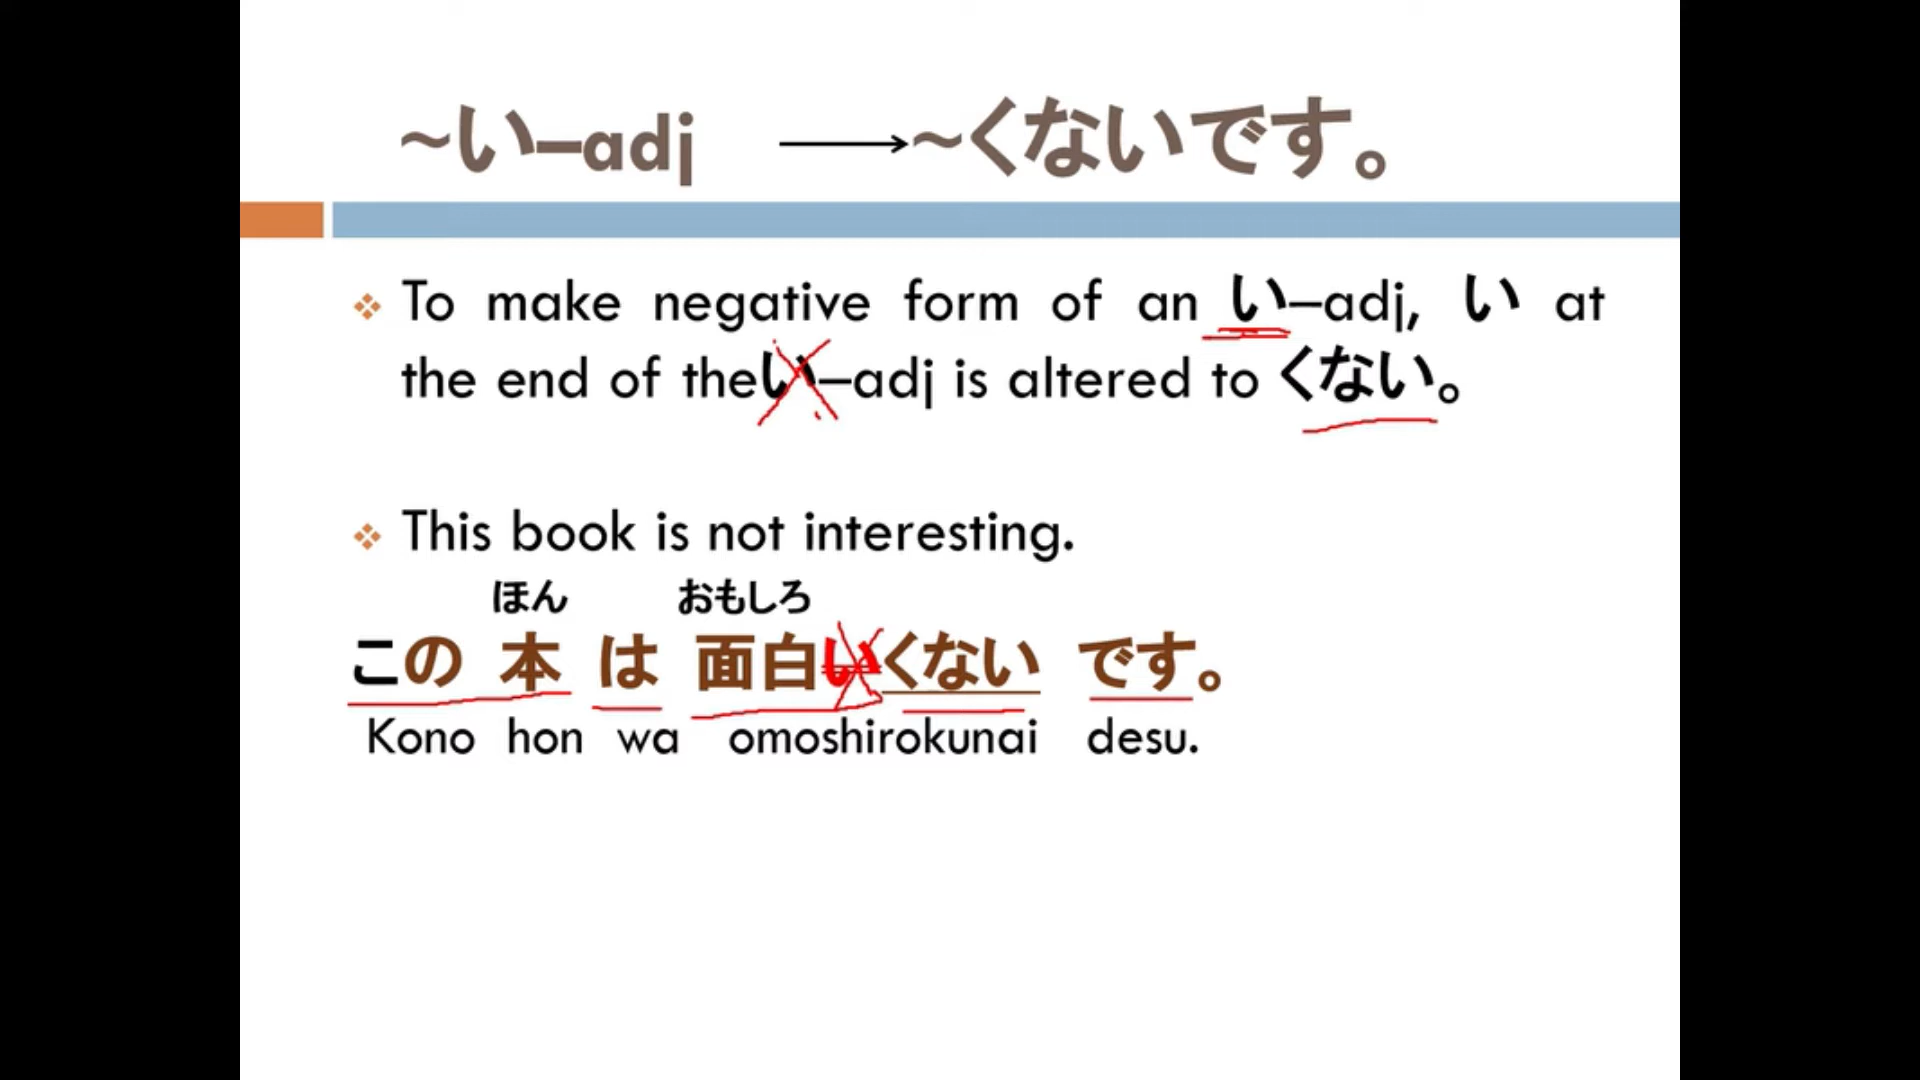 ~い–adj → ~くないです。
To make negative form of an い–adj, い at
the end of theい–adj is altered to くない。
This book is not interesting.
ほん おもしろ
この 本 は 面白いくない です。
Kono hon wa omoshirokunai desu.